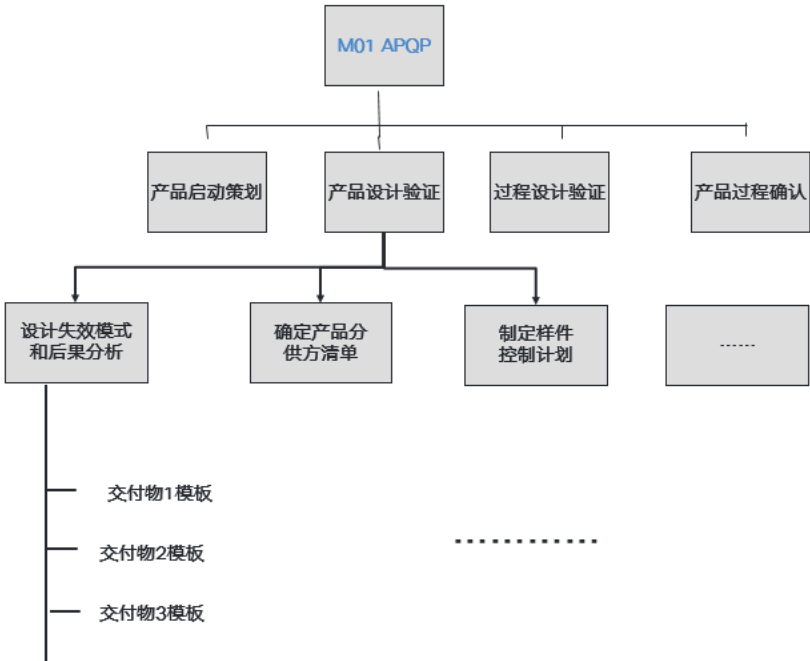 M01 APQP
产品启动策划
产品设计验证
过程设计验证
产品过程确认
设计失效模式
和后果分析
确定产品分
供方清单
制定样件
控制计划
------
交付物1模板
交付物2模板
交付物3模板